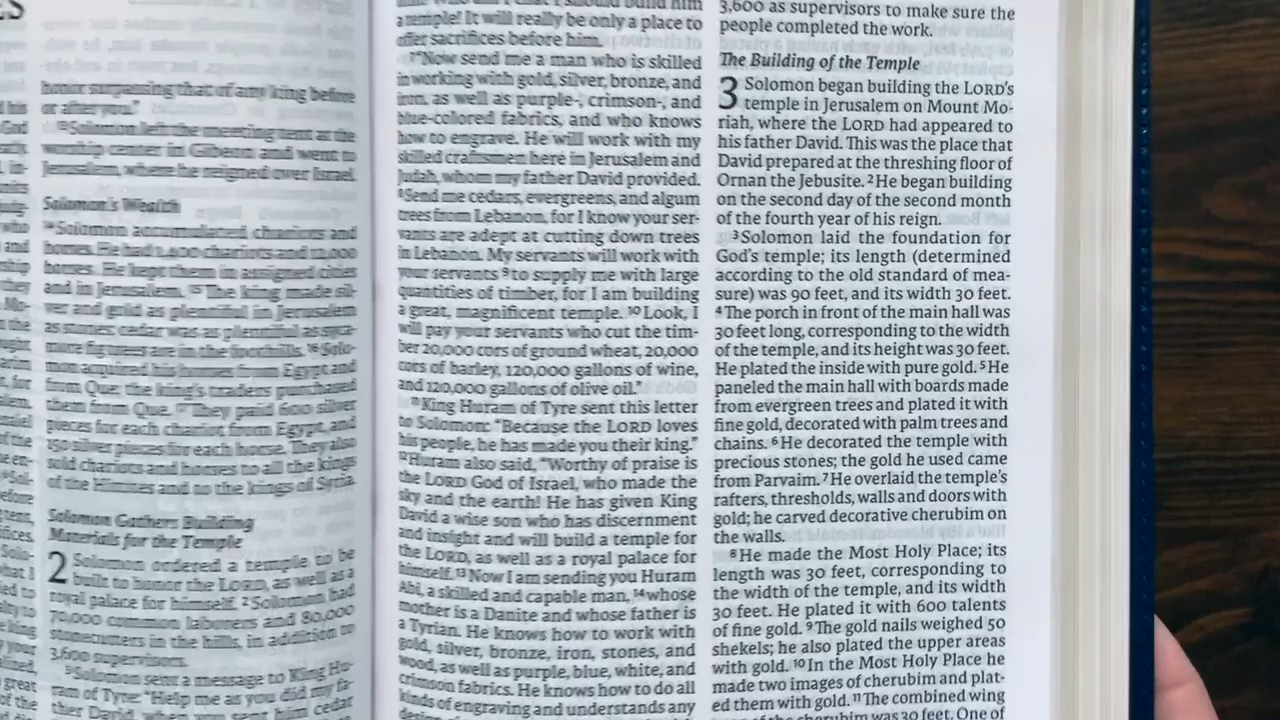 honor surpassing that of any king before
or after you."
13 Solomon left the meeting tent at the
worship center in Gibeon and went to
Jerusalem, where he reigned over Israel.
Solomon's Wealth
14 Solomon accumulated chariots and
horses. He had 1,400 chariots and 12,000
horses. He kept them in assigned cities
and in Jerusalem. 15 The king made sil-
ver and gold as plentiful in Jerusalem
as stones; cedar was as plentiful as syca-
more fig trees are in the foothills. 16 Solo-
mon acquired his horses from Egypt and
from Que; the king's traders purchased
them from Que. 17 They paid 600 silver
pieces for each chariot from Egypt, and
150 silver pieces for each horse. They also
sold chariots and horses to all the kings
of the Hittites and to the kings of Syria.
Solomon Gathers Building
Materials for the Temple
2 Solomon ordered a temple to be
built to honor the LORD, as well as a
royal palace for himself. 2 Solomon had
70,000 common laborers and 80,000
stonecutters in the hills, in addition to
3,600 supervisors.
3 Solomon sent a message to King Hu-
ram of Tyre: "Help me as you did my fa-
ther David, when you sent him cedar
a temple! It will really be only a place to
offer sacrifices before him.
7 "Now send me a man who is skilled
in working with gold, silver, bronze, and
iron, as well as purple-, crimson-, and
blue-colored fabrics, and who knows
how to engrave. He will work with my
skilled craftsmen here in Jerusalem and
Judah, whom my father David provided.
8 Send me cedars, evergreens, and algum
trees from Lebanon, for I know your ser-
vants are adept at cutting down trees
in Lebanon. My servants will work with
your servants 9 to supply me with large
quantities of timber, for I am building
a great, magnificent temple. 10 Look, I
will pay your servants who cut the tim-
ber 20,000 cors of ground wheat, 20,000
cors of barley, 120,000 gallons of wine,
and 120,000 gallons of olive oil."
11 King Huram of Tyre sent this letter
to Solomon: "Because the LORD loves
his people, he has made you their king."
12 Huram also said, "Worthy of praise is
the LORD God of Israel, who made the
sky and the earth! He has given King
David a wise son who has discernment
and insight and will build a temple for
the LORD, as well as a royal palace for
himself. 13 Now I am sending you Huram
Abi, a skilled and capable man, 14 whose
mother is a Danite and whose father is
a Tyrian. He knows how to work with
gold, silver, bronze, iron, stones, and
wood, as well as purple, blue, white, and
crimson fabrics. He knows how to do all
kinds of engraving and understands any
3,600 as supervisors to make sure the
people completed the work.
The Building of the Temple
3 Solomon began building the LORD's
temple in Jerusalem on Mount Mo-
riah, where the LORD had appeared to
his father David. This was the place that
David prepared at the threshing floor of
Ornan the Jebusite. 2 He began building
on the second day of the second month
of the fourth year of his reign.
3 Solomon laid the foundation for
God's temple; its length (determined
according to the old standard of mea-
sure) was 90 feet, and its width 30 feet.
4 The porch in front of the main hall was
30 feet long, corresponding to the width
of the temple, and its height was 30 feet.
He plated the inside with pure gold. 5 He
paneled the main hall with boards made
from evergreen trees and plated it with
fine gold, decorated with palm trees and
chains. 6 He decorated the temple with
precious stones; the gold he used came
from Parvaim. 7 He overlaid the temple's
rafters, thresholds, walls and doors with
gold; he carved decorative cherubim on
the walls.
8 He made the Most Holy Place; its
length was 30 feet, corresponding to
the width of the temple, and its width
30 feet. He plated it with 600 talents
of fine gold. 9 The gold nails weighed 50
shekels; he also plated the upper areas
with gold. 10 In the Most Holy Place he
made two images of cherubim and plat-
ed them with gold. 11 The combined wing
cherubim was 30 feet. One of